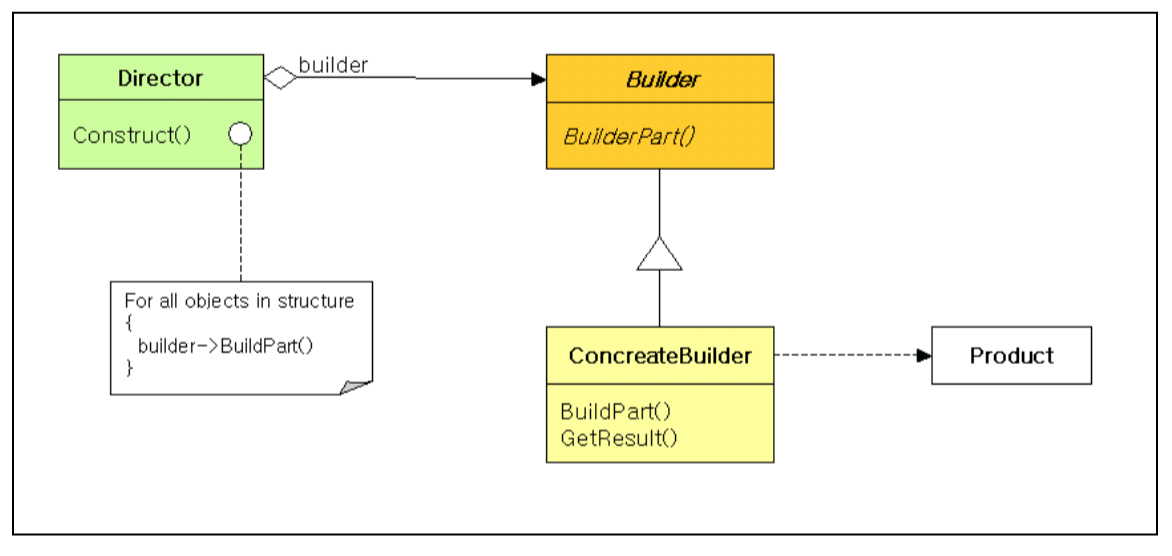 Director
builder
Builder
Construct()
BuilderPart()
For all objects in structure
{
builder->BuildPart()
}
ConcreateBuilder
Product
BuildPart()
GetResult()